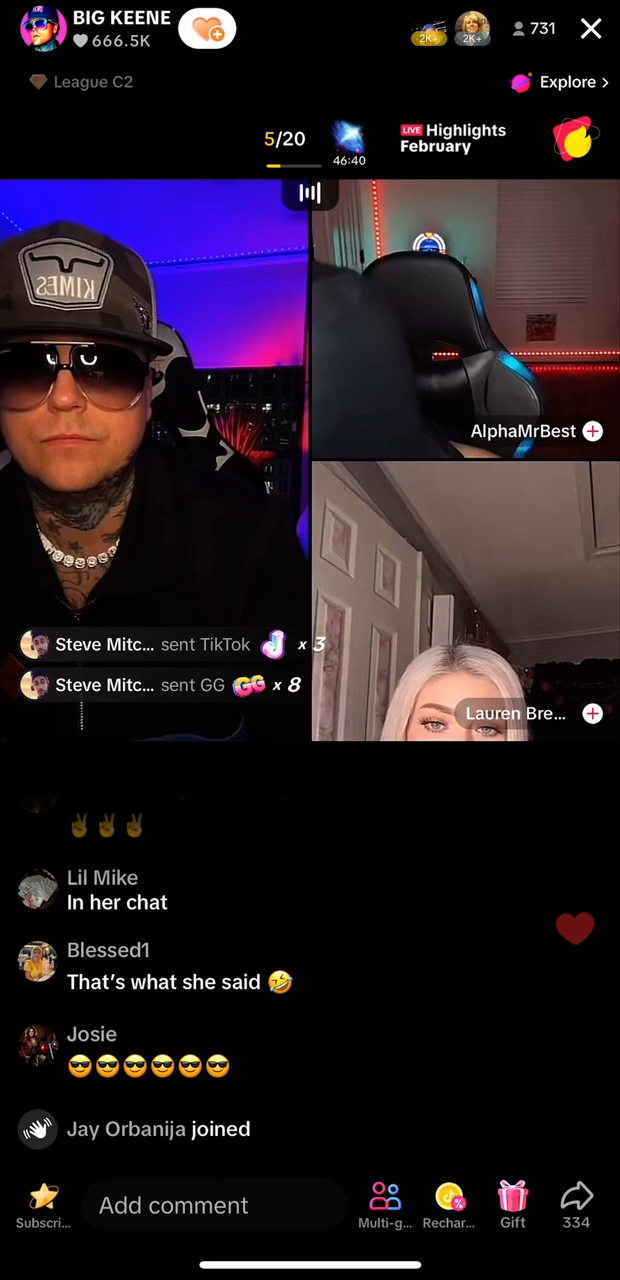 BIG KEENE
666.5K
2K+
2K+
731
League C2
Explore >
5/20
46:40
LIVE Highlights
February
KIMES
AlphaMrBest
Steve Mitc... sent TikTok x 3
Steve Mitc... sent GG GG x 8
Lauren Bre...
✌✌✌
Lil Mike
In her chat
Blessed1
That's what she said 🤣
Josie
😎😎😎😎😎😎
Jay Orbanija joined
Add comment
Subscri...
Multi-g...
Rechar...
Gift
334